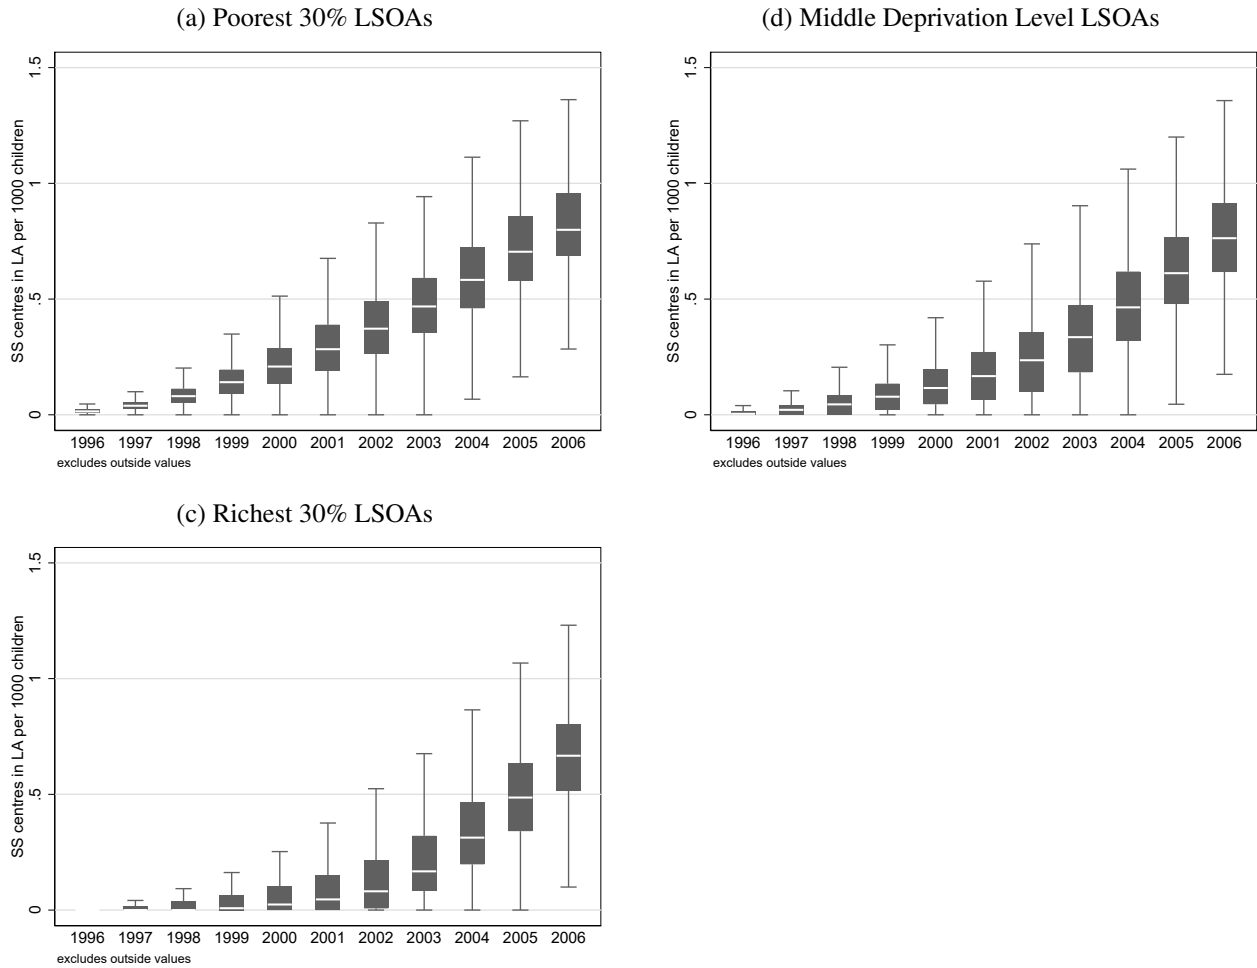 (a) Poorest 30% LSOAs
SS centres in LA per 1000 children
1.5
1
.5
0
1996 1997 1998 1999 2000 2001 2002 2003 2004 2005 2006
excludes outside values
(d) Middle Deprivation Level LSOAs
SS centres in LA per 1000 children
1.5
1
.5
0
1996 1997 1998 1999 2000 2001 2002 2003 2004 2005 2006
excludes outside values
(c) Richest 30% LSOAs
SS centres in LA per 1000 children
1.5
1
.5
0
1996 1997 1998 1999 2000 2001 2002 2003 2004 2005 2006
excludes outside values